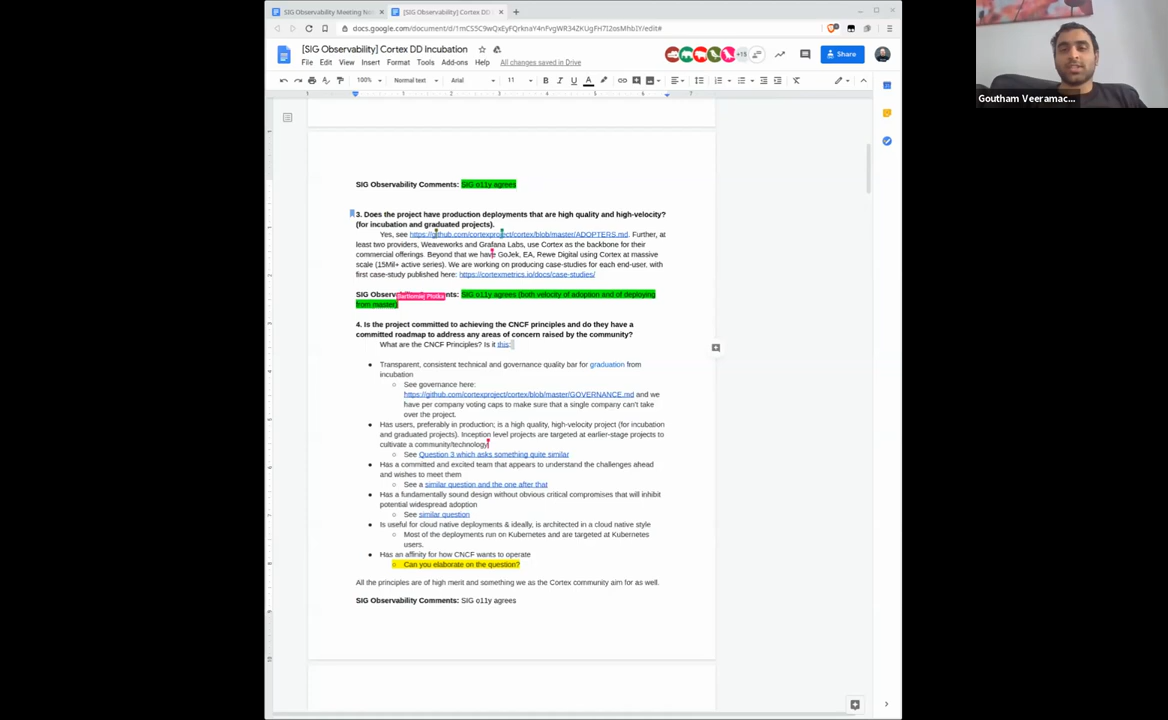 SIG Observability Meeting No
[SIG Observability] Cortex DD
[SIG Observability] Cortex DD Incubation
File Edit View Insert Format Tools Add-ons Help
All changes saved in Drive
+15
Share
100%
Normal text
Arial
11
Goutham Veeramac...
SIG Observability Comments: SIG o11y agrees
3. Does the project have production deployments that are high quality and high-velocity?
(for incubation and graduated projects).
Yes, see https://github.com/cortexproject/cortex/blob/master/ADOPTERS.md. Further, at
least two providers, Weaveworks and Grafana Labs, use Cortex as the backbone for their
commercial offerings. Beyond that we have GoJek, EA, Rewe Digital using Cortex at massive
scale (15Mil+ active series). We are working on producing case-studies for each end-user. with
first case-study published here: https://cortexmetrics.io/docs/case-studies/
Bartlomiej Plotka
SIG Observ nts: SIG o11y agrees (both velocity of adoption and of deploying
from master)
4. Is the project committed to achieving the CNCF principles and do they have a
committed roadmap to address any areas of concern raised by the community?
What are the CNCF Principles? Is it this:
● Transparent, consistent technical and governance quality bar for graduation from
incubation
○ See governance here:
https://github.com/cortexproject/cortex/blob/master/GOVERNANCE.md and we
have per company voting caps to make sure that a single company can't take
over the project.
● Has users, preferably in production; is a high quality, high-velocity project (for incubation
and graduated projects). Inception level projects are targeted at earlier-stage projects to
cultivate a community/technology
○ See Question 3 which asks something quite similar
● Has a committed and excited team that appears to understand the challenges ahead
and wishes to meet them
○ See a similar question and the one after that
● Has a fundamentally sound design without obvious critical compromises that will inhibit
potential widespread adoption
○ See similar question
● Is useful for cloud native deployments & ideally, is architected in a cloud native style
○ Most of the deployments run on Kubernetes and are targeted at Kubernetes
users.
● Has an affinity for how CNCF wants to operate
○ Can you elaborate on the question?
All the principles are of high merit and something we as the Cortex community aim for as well.
SIG Observability Comments: SIG o11y agrees